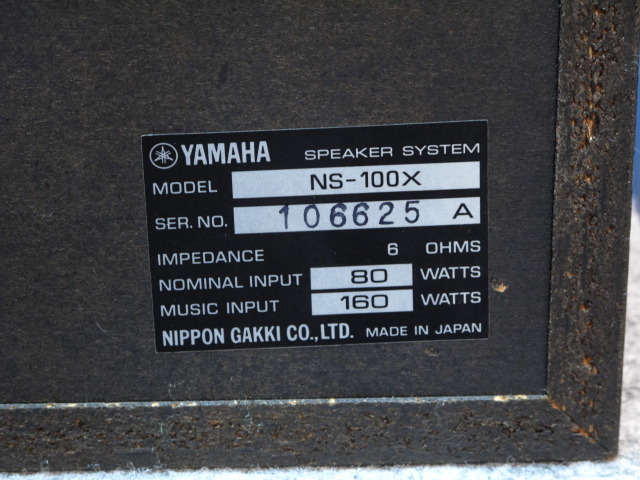 YAMAHA SPEAKER SYSTEM
MODEL NS-100X
SER. NO. 106625 A
IMPEDANCE 6 OHMS
NOMINAL INPUT 80 WATTS
MUSIC INPUT 160 WATTS
NIPPON GAKKI CO., LTD. MADE IN JAPAN